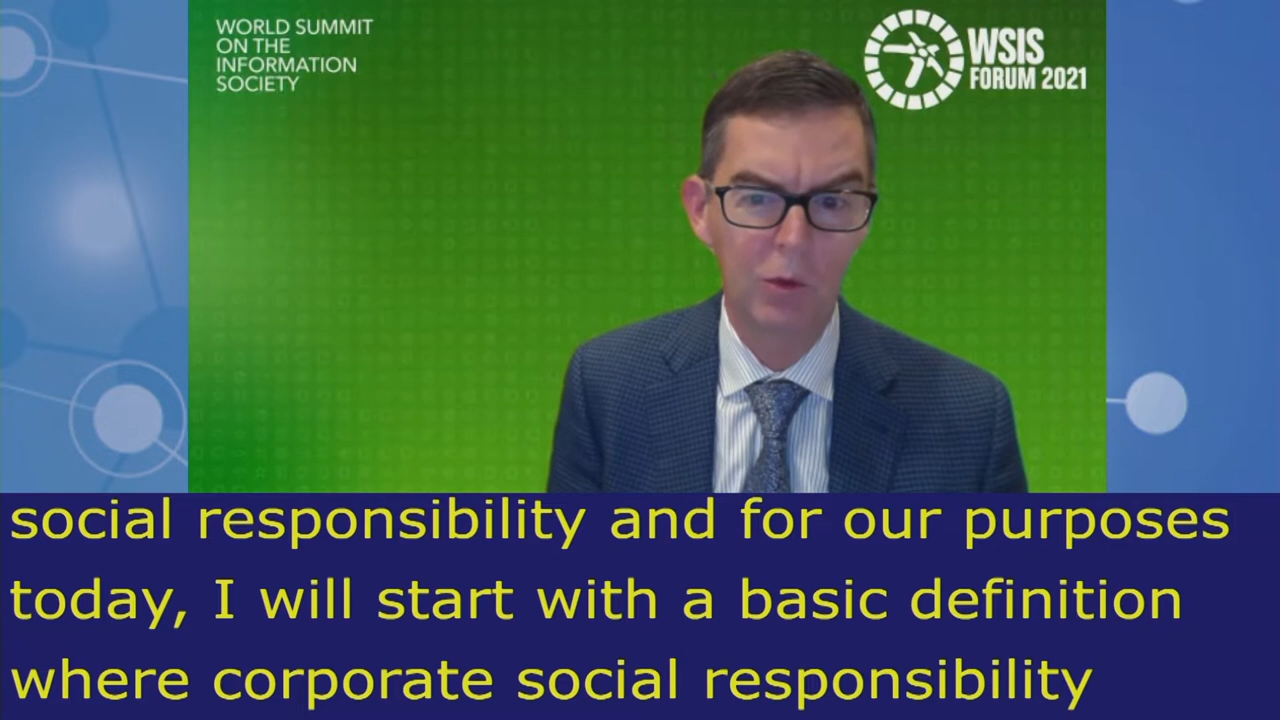 WORLD SUMMIT
ON THE
INFORMATION
SOCIETY
WSIS
FORUM 2021
social responsibility and for our purposes
today, I will start with a basic definition
where corporate social responsibility